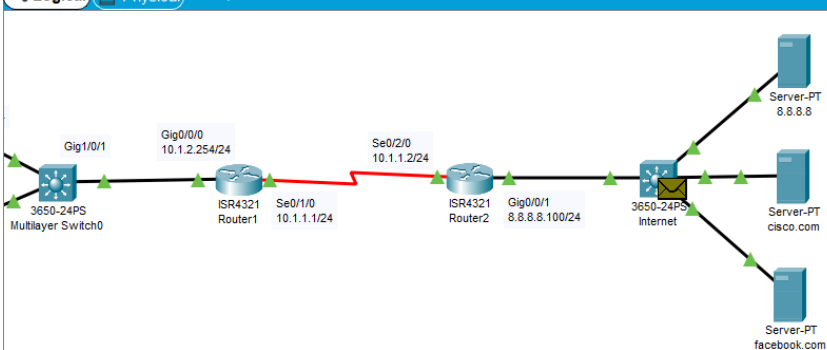 Logical
Physical
Gig1/0/1
Gig0/0/0
10.1.2.254/24
Se0/2/0
10.1.1.2/24
Server-PT
8.8.8.8
3650-24PS
Multilayer Switch0
ISR4321
Router1
Se0/1/0
10.1.1.1/24
ISR4321
Router2
Gig0/0/1
8.8.8.100/24
3650-24PS
Internet
Server-PT
cisco.com
Server-PT
facebook.com